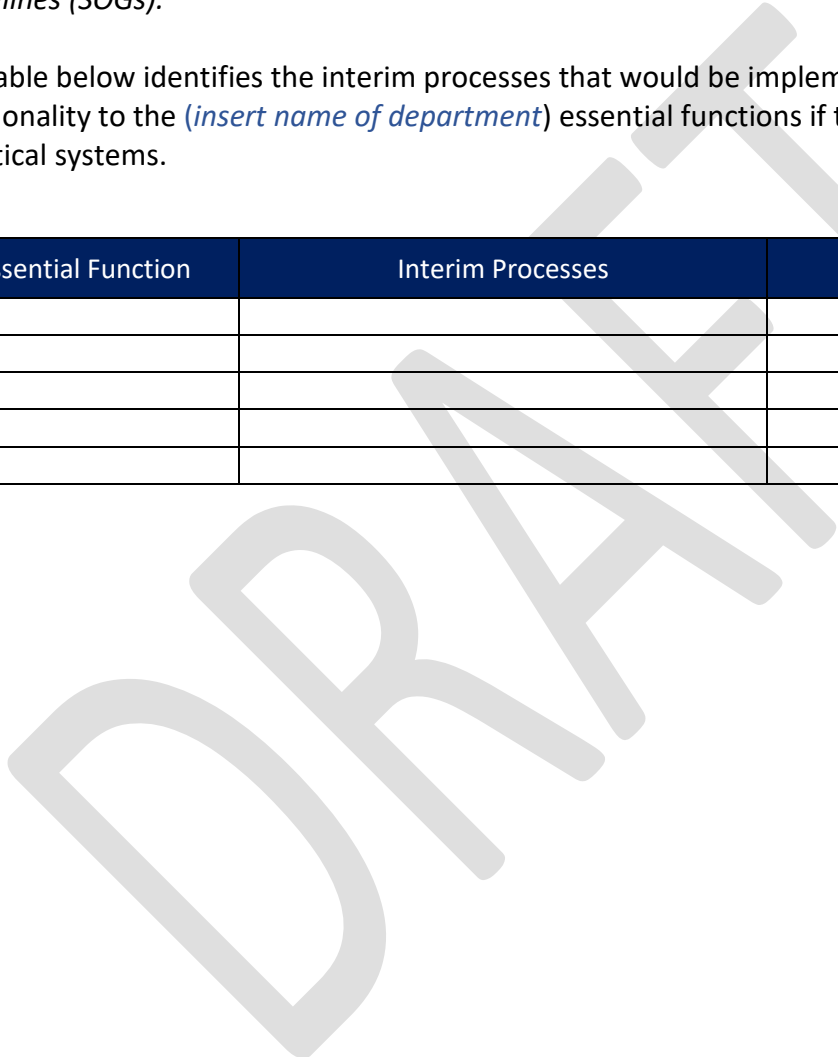 lines (SOGs).
able below identifies the interim processes that would be implem
onality to the (insert name of department) essential functions if t
tical systems.
ssential Function Interim Processes
DRAFT